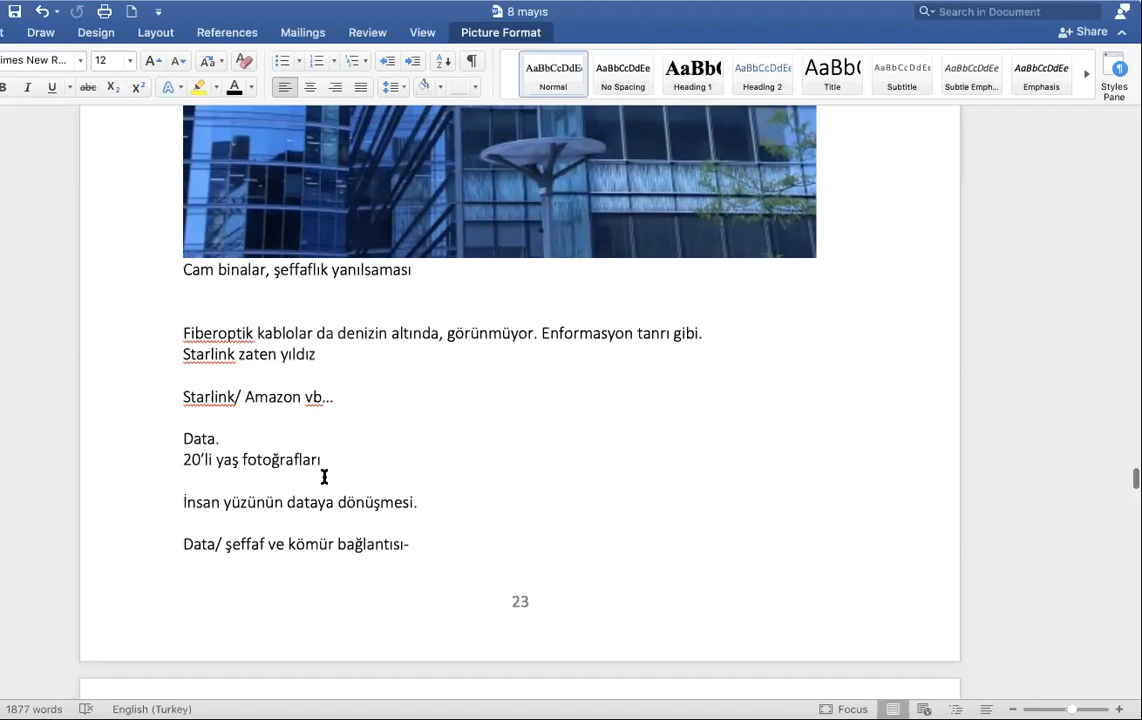 8 mayıs
Search in Document
Draw
Design
Layout
References
Mailings
Review
View
Picture Format
Share
imes New R...
12
AaBbCcDdE
Normal
AaBbCcDdEe
No Spacing
AaBbC
Heading 1
AaBbCcDdEe
Heading 2
AaBbC
Title
AaBbCcDdEe
Subtitle
AaBbCcDdEe
Subtle Emph...
AaBbCcDdEe
Emphasis
Styles
Pane
Cam binalar, şeffaflık yanılsaması
Fiberoptik kablolar da denizin altında, görünmüyor. Enformasyon tanrı gibi.
Starlink zaten yıldız
Starlink/ Amazon vb...
Data.
20’li yaş fotoğrafları
İnsan yüzünün dataya dönüşmesi.
Data/ şeffaf ve kömür bağlantısı-
23
1877 words
English (Turkey)
Focus